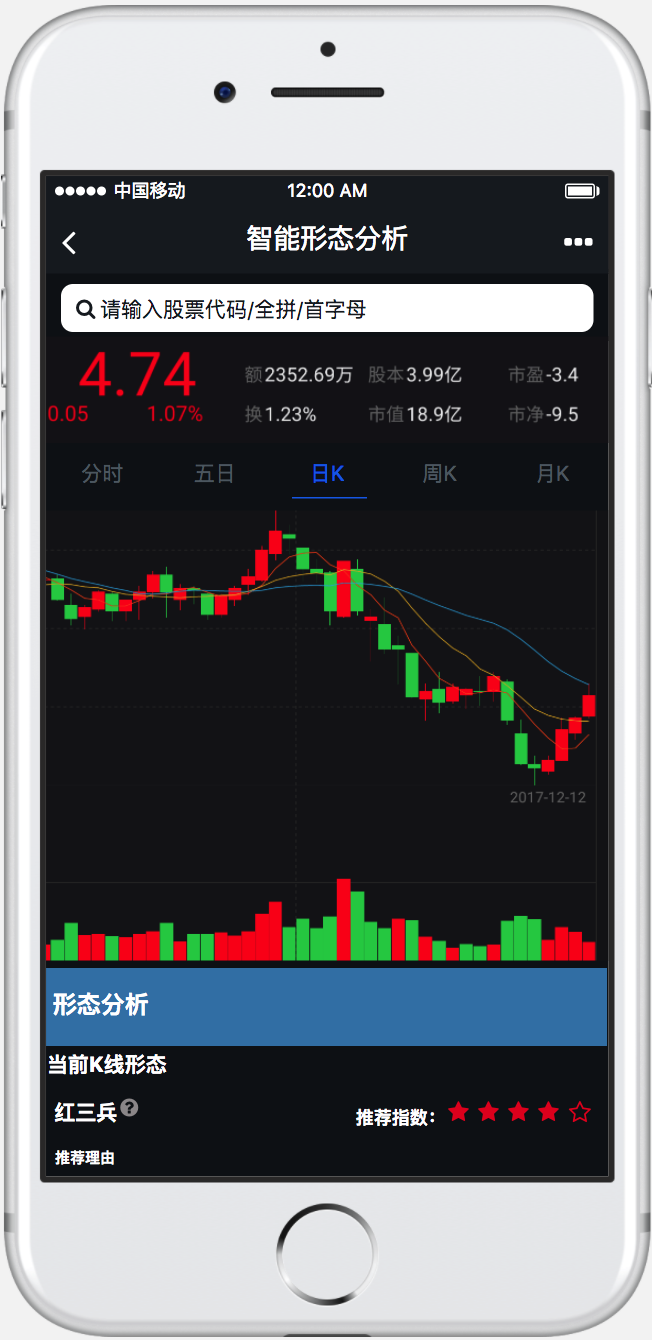 中国移动 12:00 AM
智能形态分析
请输入股票代码/全拼/首字母
4.74 额2352.69万 股本3.99亿 市盈-3.4
0.05 1.07% 换1.23% 市值18.9亿 市净-9.5
分时 五日 日K 周K 月K
2017-12-12
形态分析
当前K线形态
红三兵? 推荐指数：
推荐理由